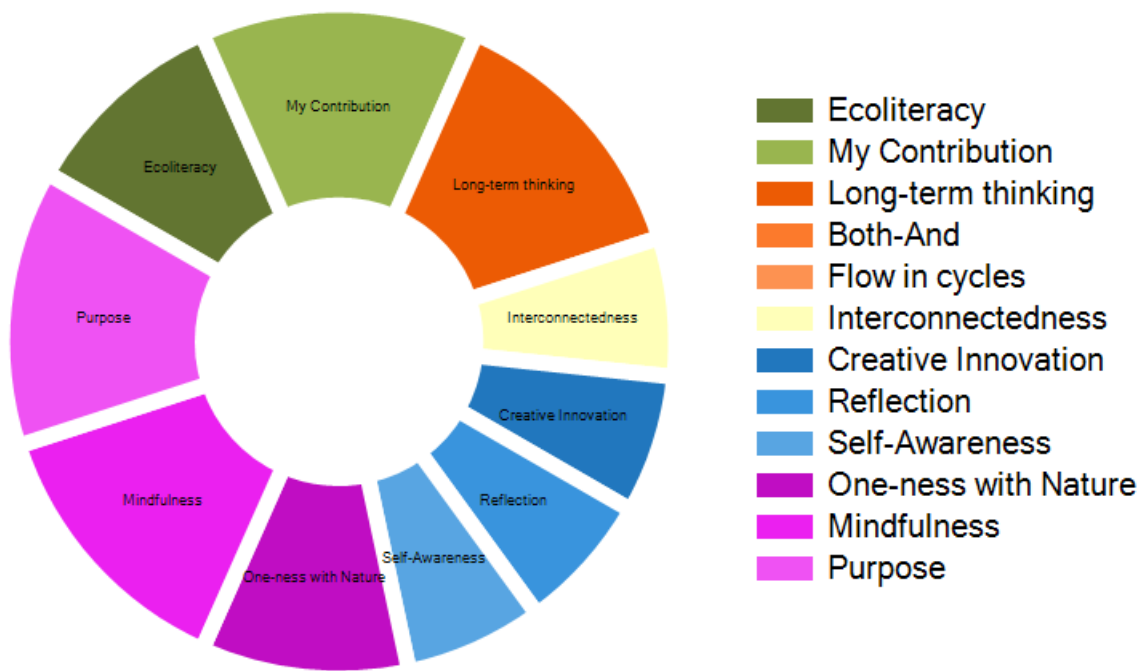 My Contribution
Ecoliteracy
Long-term thinking
Purpose
Interconnectedness
Creative Innovation
Mindfulness
Reflection
Self-Awareness
One-ness with Nature
Ecoliteracy
My Contribution
Long-term thinking
Both-And
Flow in cycles
Interconnectedness
Creative Innovation
Reflection
Self-Awareness
One-ness with Nature
Mindfulness
Purpose